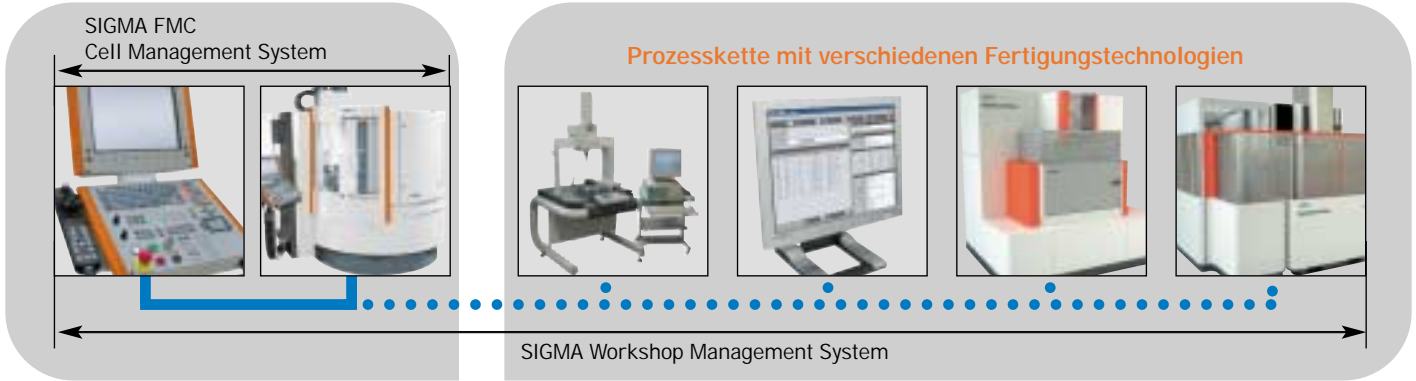 SIGMA FMC
Cell Management System
Prozesskette mit verschiedenen Fertigungstechnologien
SIGMA Workshop Management System